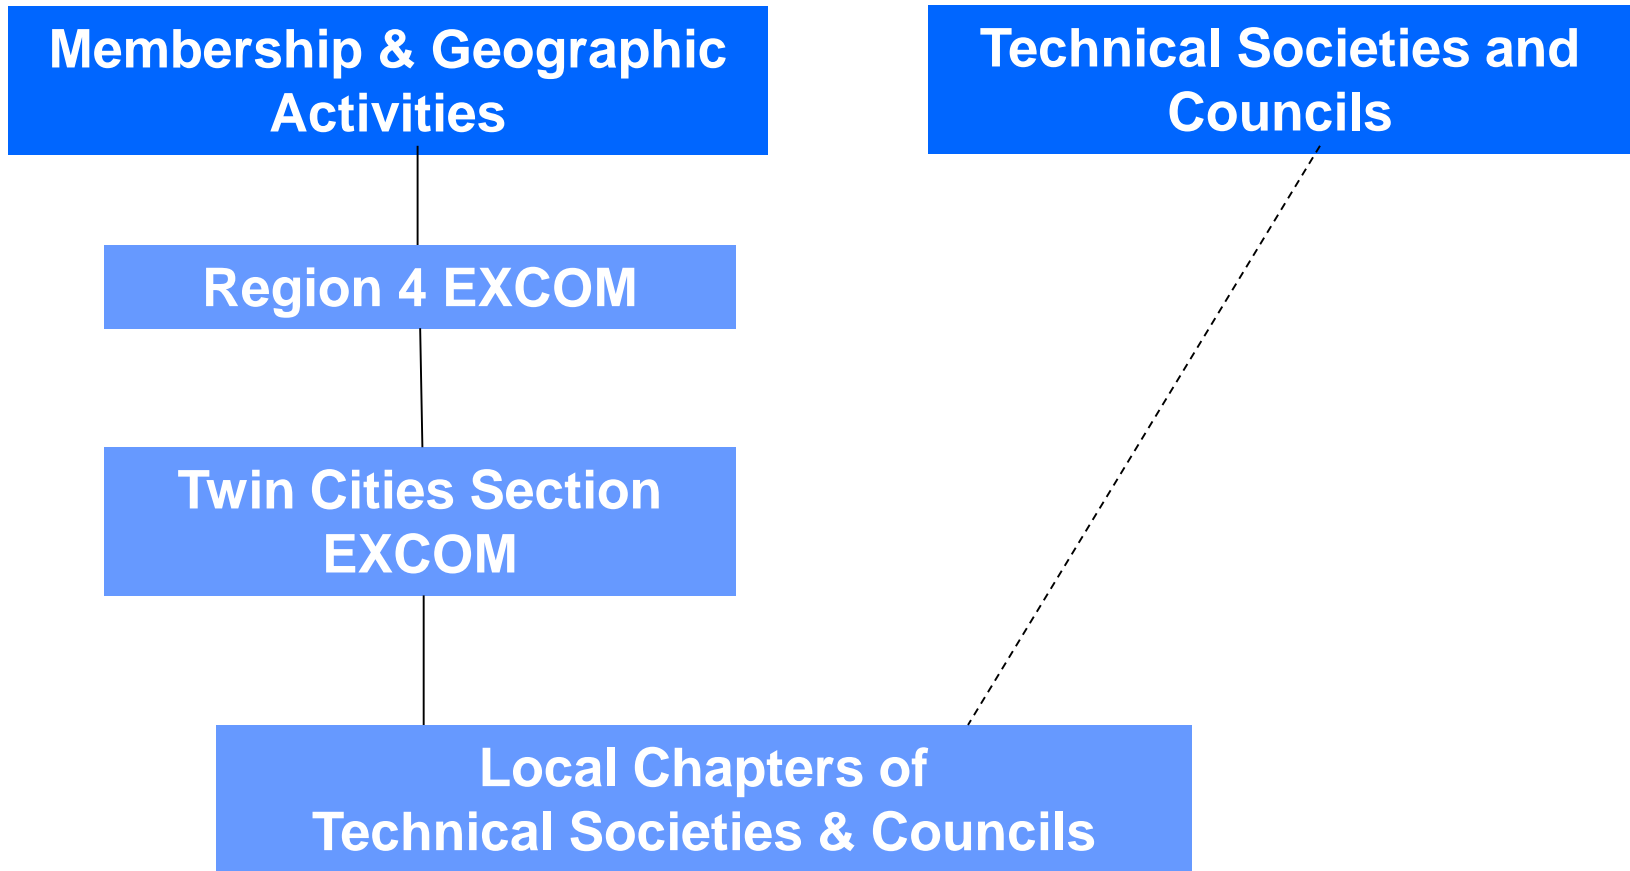 Membership & Geographic
Activities
Technical Societies and
Councils
Region 4 EXCOM
Twin Cities Section
EXCOM
Local Chapters of
Technical Societies & Councils